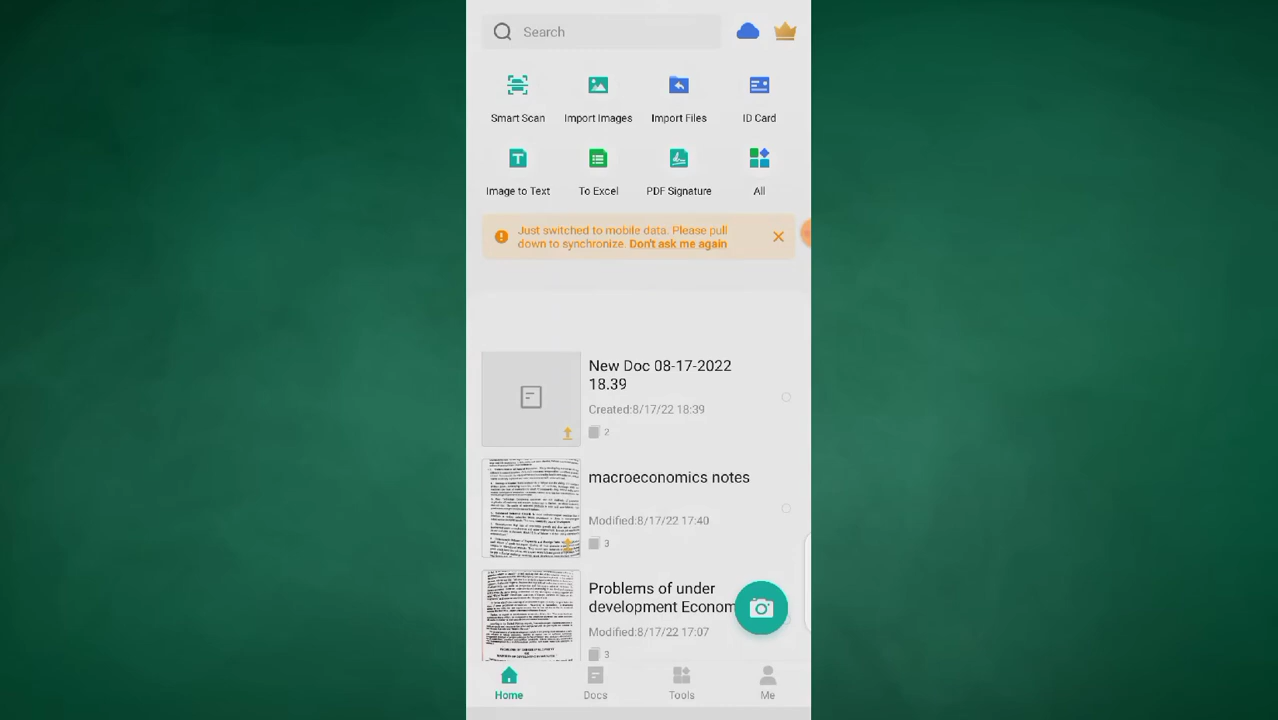 Search
Smart Scan
Import Images
Import Files
ID Card
Image to Text
To Excel
PDF Signature
All
Just switched to mobile data. Please pull
down to synchronize. Don't ask me again
New Doc 08-17-2022
18.39
Created:8/17/22 18:39
2
macroeconomics notes
Modified:8/17/22 17:40
3
Problems of under
development Econom
Modified:8/17/22 17:07
3
Home
Docs
Tools
Me